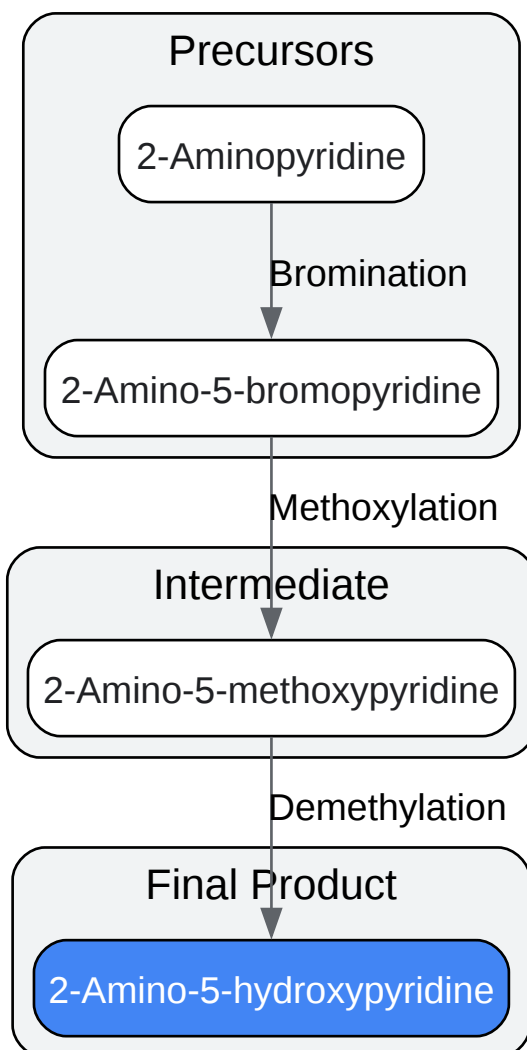 Precursors
2-Aminopyridine
Bromination
2-Amino-5-bromopyridine
Methoxylation
Intermediate
2-Amino-5-methoxypyridine
Demethylation
Final Product
2-Amino-5-hydroxypyridine